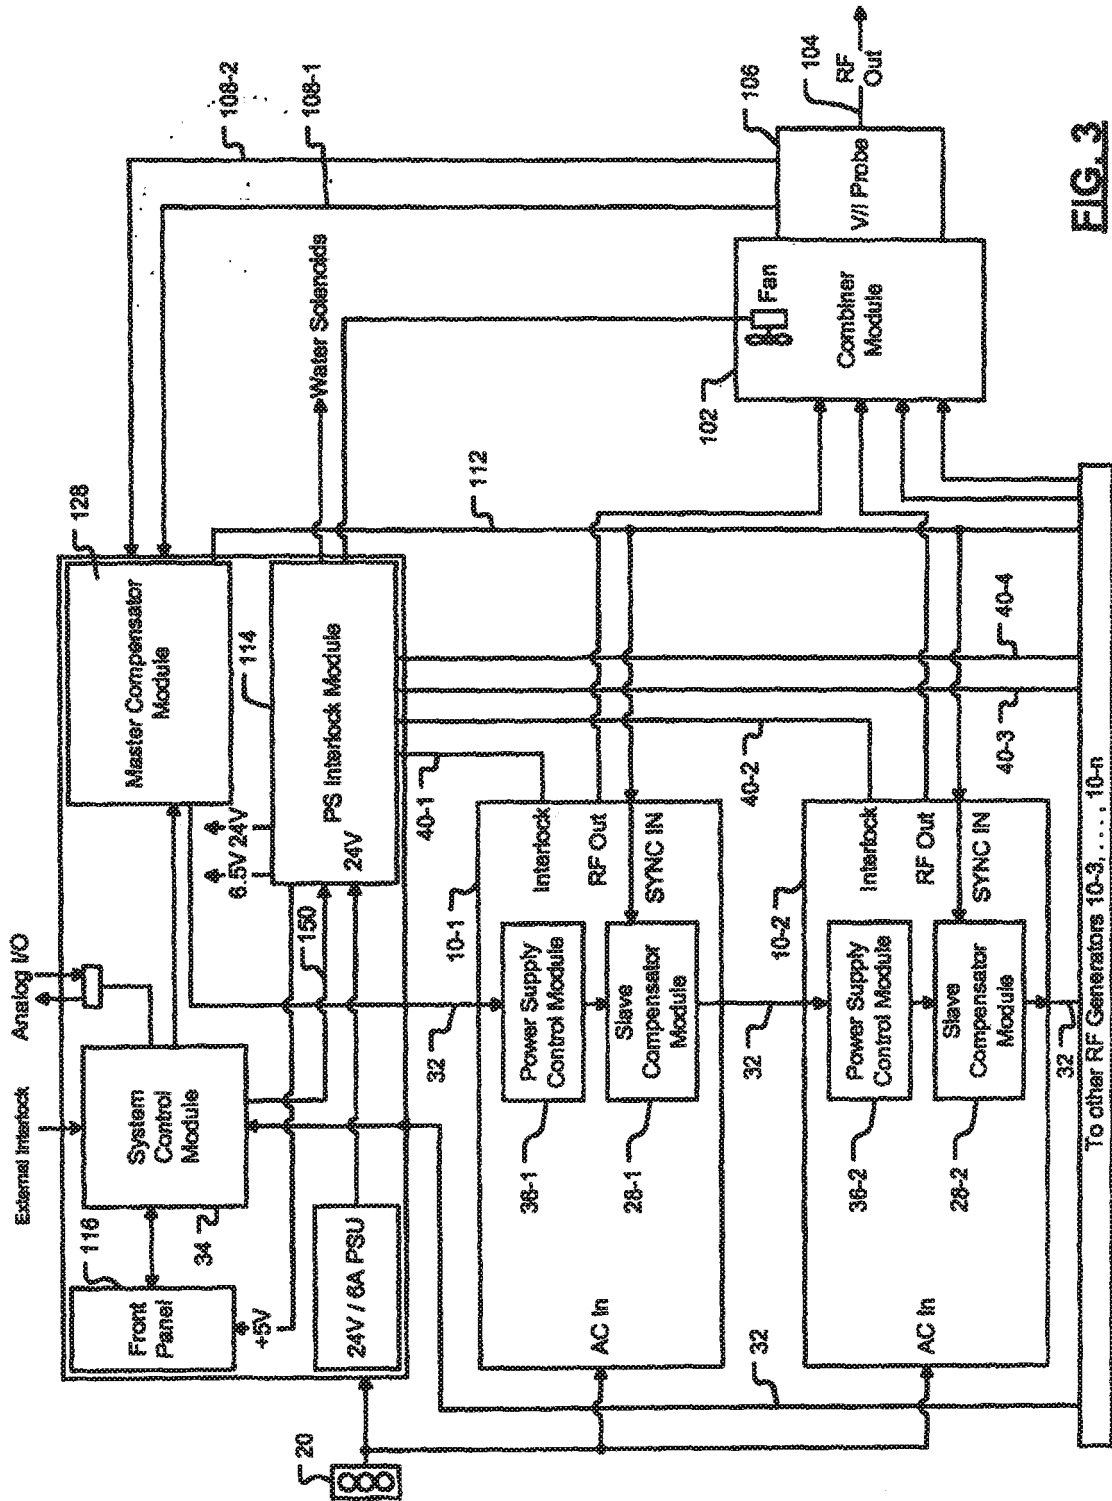 External Interlock
Analog I/O
116
Front
Panel
+5V
34
System
Control
Module
150
6.5V
24V
128
Master Compensator
Module
114
PS Interlock Module
24V
24V / 6A PSU
20
108-2
108-1
Water Solenoids
112
32
40-1
10-1
AC In
36-1
Power Supply
Control Module
28-1
Slave
Compensator
Module
Interlock
RF Out
SYNC IN
32
40-2
10-2
AC In
36-2
Power Supply
Control Module
28-2
Slave
Compensator
Module
Interlock
RF Out
SYNC IN
32
32
40-3
40-4
To other RF Generators 10-3, . . . . 10-n
102
Fan
Combiner
Module
V/I Probe
106
104
RF
Out
FIG. 3